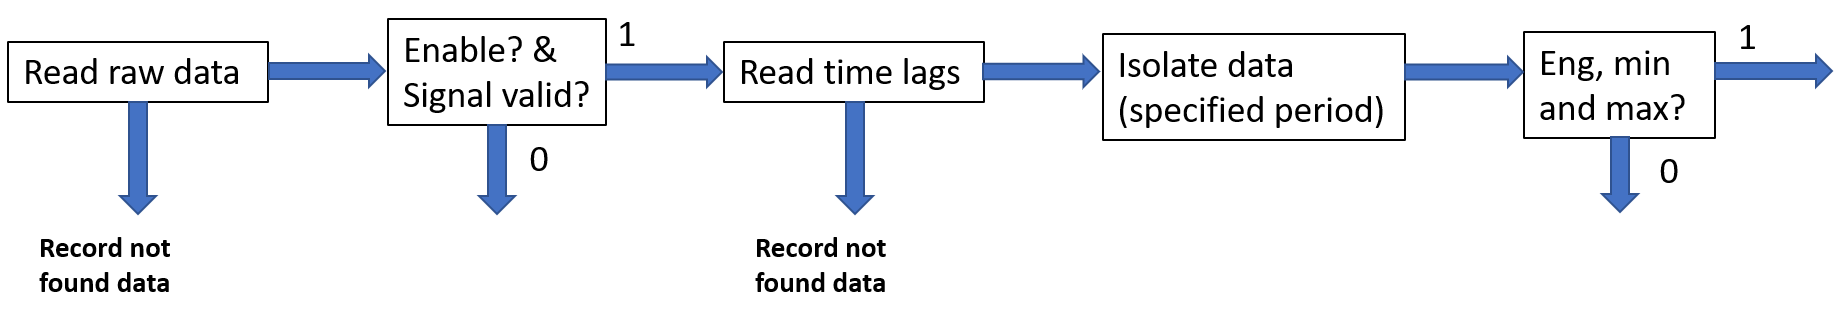 Read raw data
Enable? &
Signal valid?
1
0
Read time lags
Isolate data
(specified period)
Eng, min
and max?
1
0
Record not
found data
Record not
found data